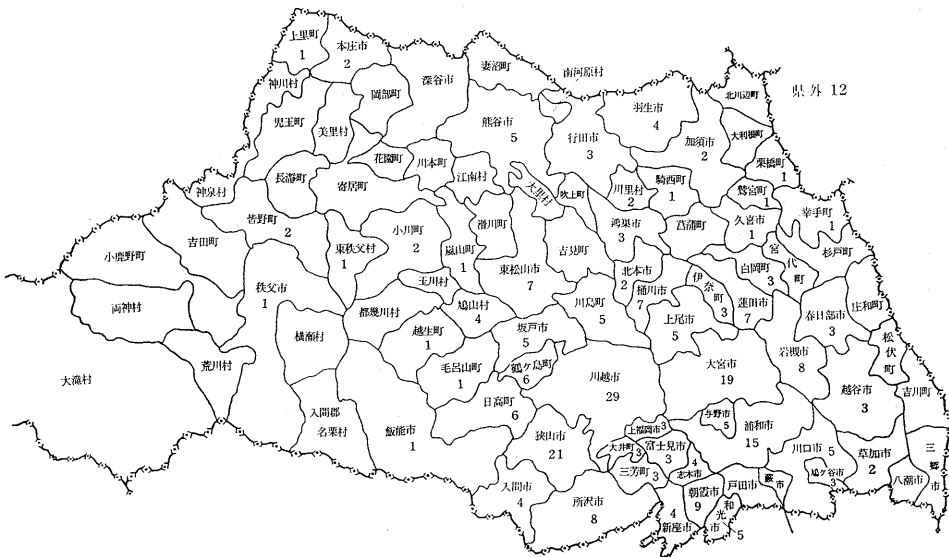 上里町
1
本庄市
2
神川村
児玉町
美里村
岡部町
深谷市
妻沼町
南河原村
熊谷市
5
行田市
3
羽生市
4
加須市
2
北川辺町
大利根町
栗橋町
1
県外 12
花園町
川本町
江南村
大里村
吹上町
川里村
2
騎西町
1
鷲宮町
1
幸手町
1
神泉村
長瀞町
寄居町
皆野町
2
吉田町
小鹿野町
両神村
大滝村
荒川村
秩父市
1
東秩父村
1
小川町
2
嵐山町
1
滑川町
吉見町
鴻巣市
3
菖蒲町
久喜市
1
宮代町
杉戸町
東松山市
7
北本市
2
桶川市
7
伊奈町
3
白岡町
3
蓮田市
7
春日部市
3
庄和町
玉川村
都幾川村
鳩山村
4
川島町
5
上尾市
5
横瀬村
越生町
1
坂戸市
5
毛呂山町
1
鶴ヶ島町
6
川越市
29
大宮市
19
岩槻市
8
松伏町
越谷市
3
吉川町
日高町
6
入間郡
名栗村
飯能市
1
狭山市
21
上福岡市3
大井町
3
富士見市
3
与野市
5
浦和市
15
川口市
5
鳩ケ谷市
3
草加市
2
三郷市
八潮市
入間市
4
所沢市
8
三芳町 3
4
志木市
朝霞市
9
戸田市
蕨市
4
新座市
和光市
5